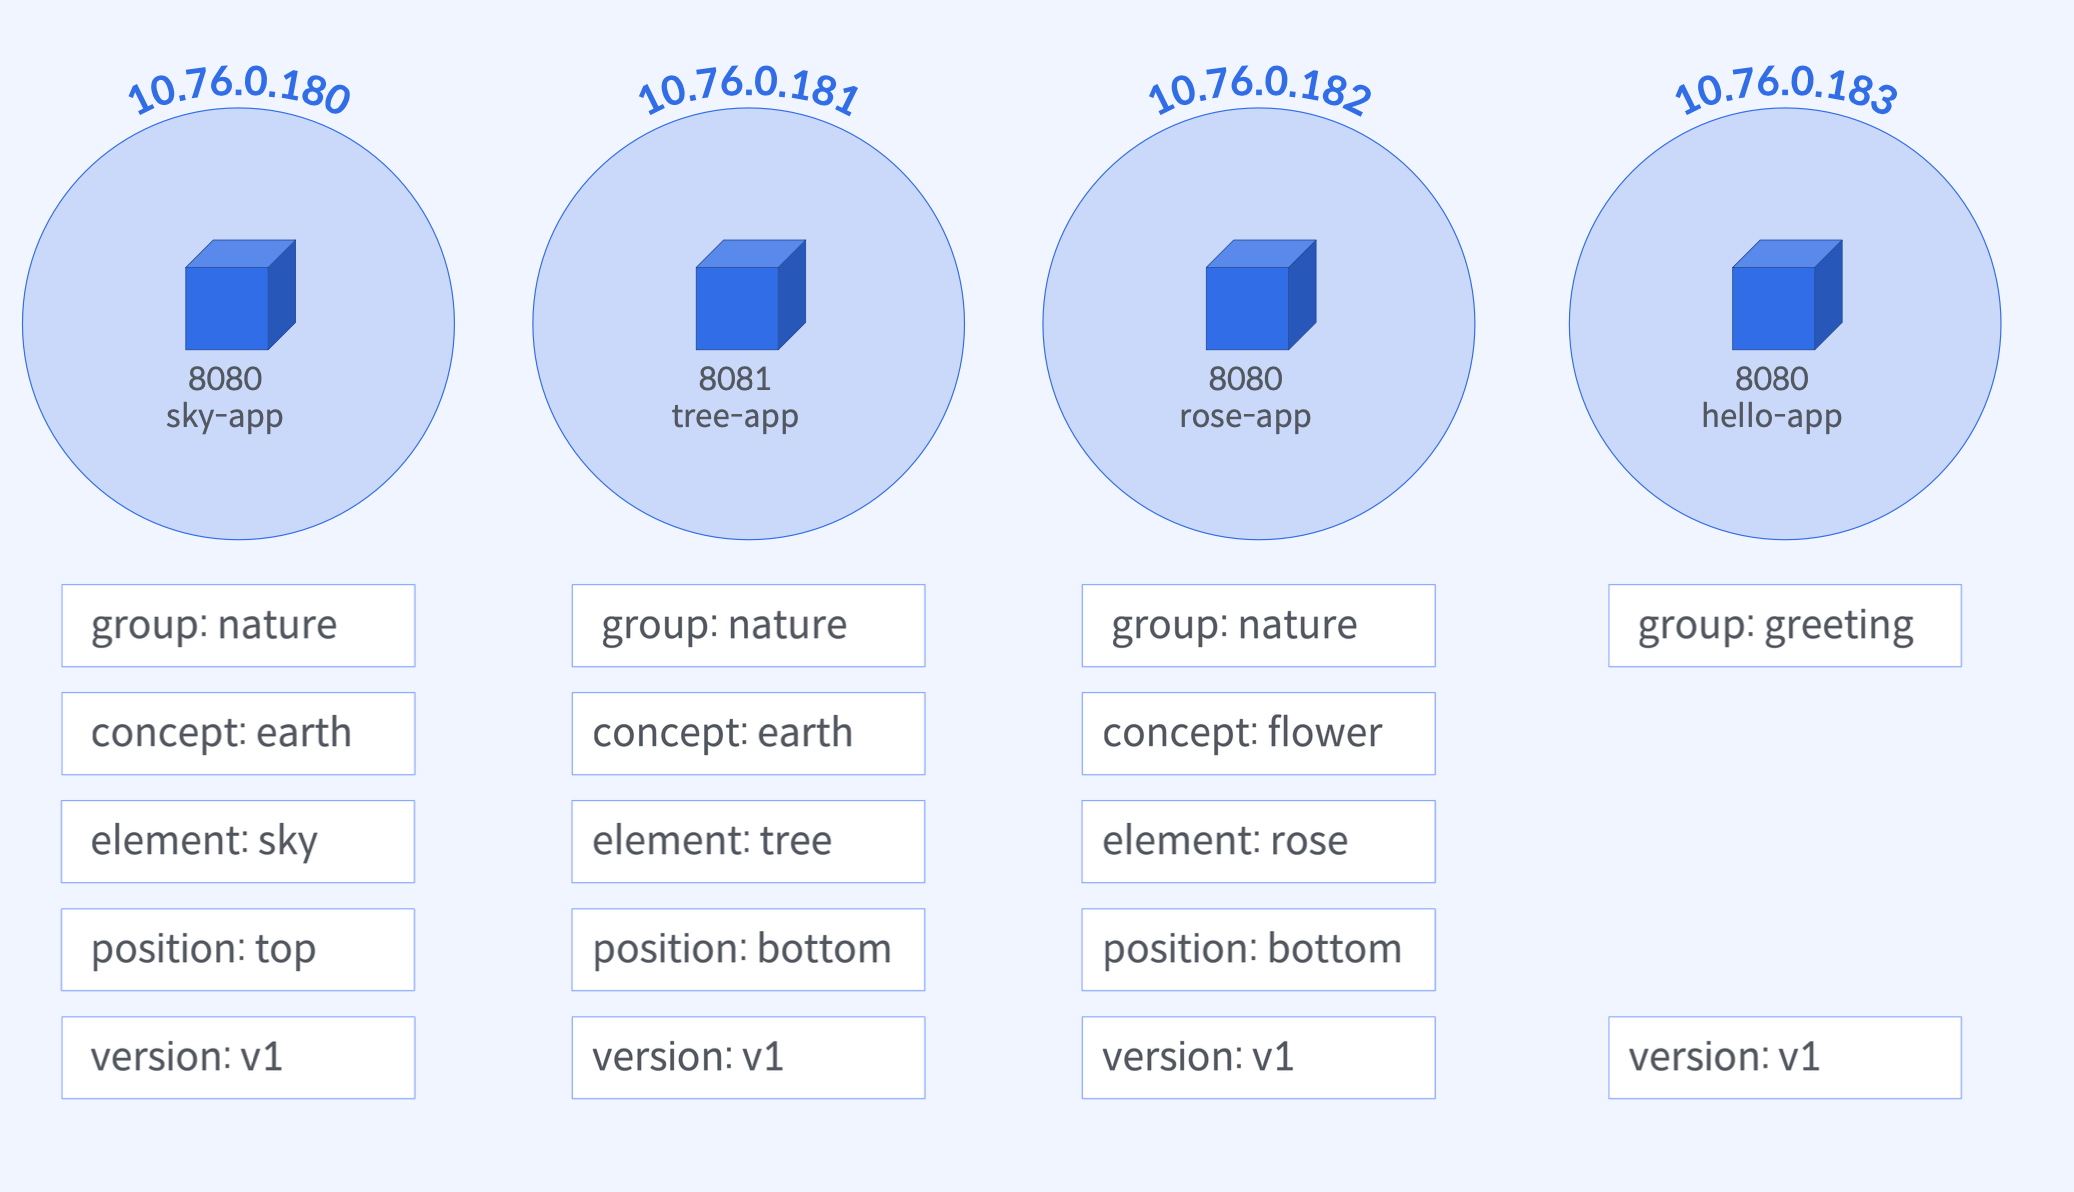 10.76.0.180
10.76.0.181
10.76.0.182
10.76.0.183
8080
sky-app
8081
tree-app
8080
rose-app
8080
hello-app
group: nature
group: nature
group: nature
group: greeting
concept: earth
concept: earth
concept: flower
element: sky
element: tree
element: rose
position: top
position: bottom
position: bottom
version: v1
version: v1
version: v1
version: v1